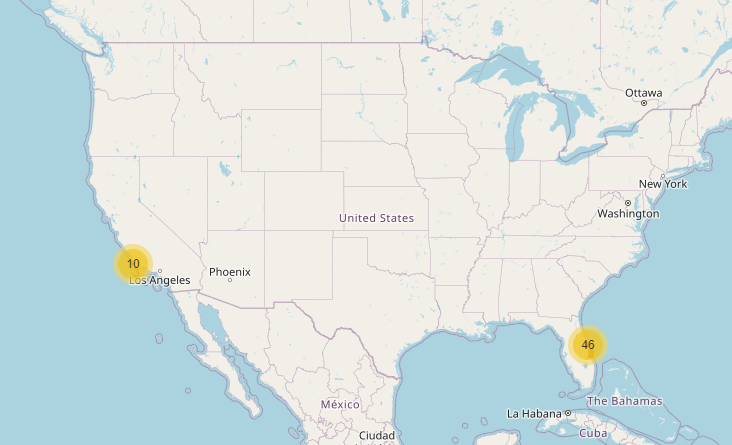 Ottawa
New York
Washington
United States
10
Los Angeles
Phoenix
46
The Bahamas
México
La Habana
Cuba
Ciudad